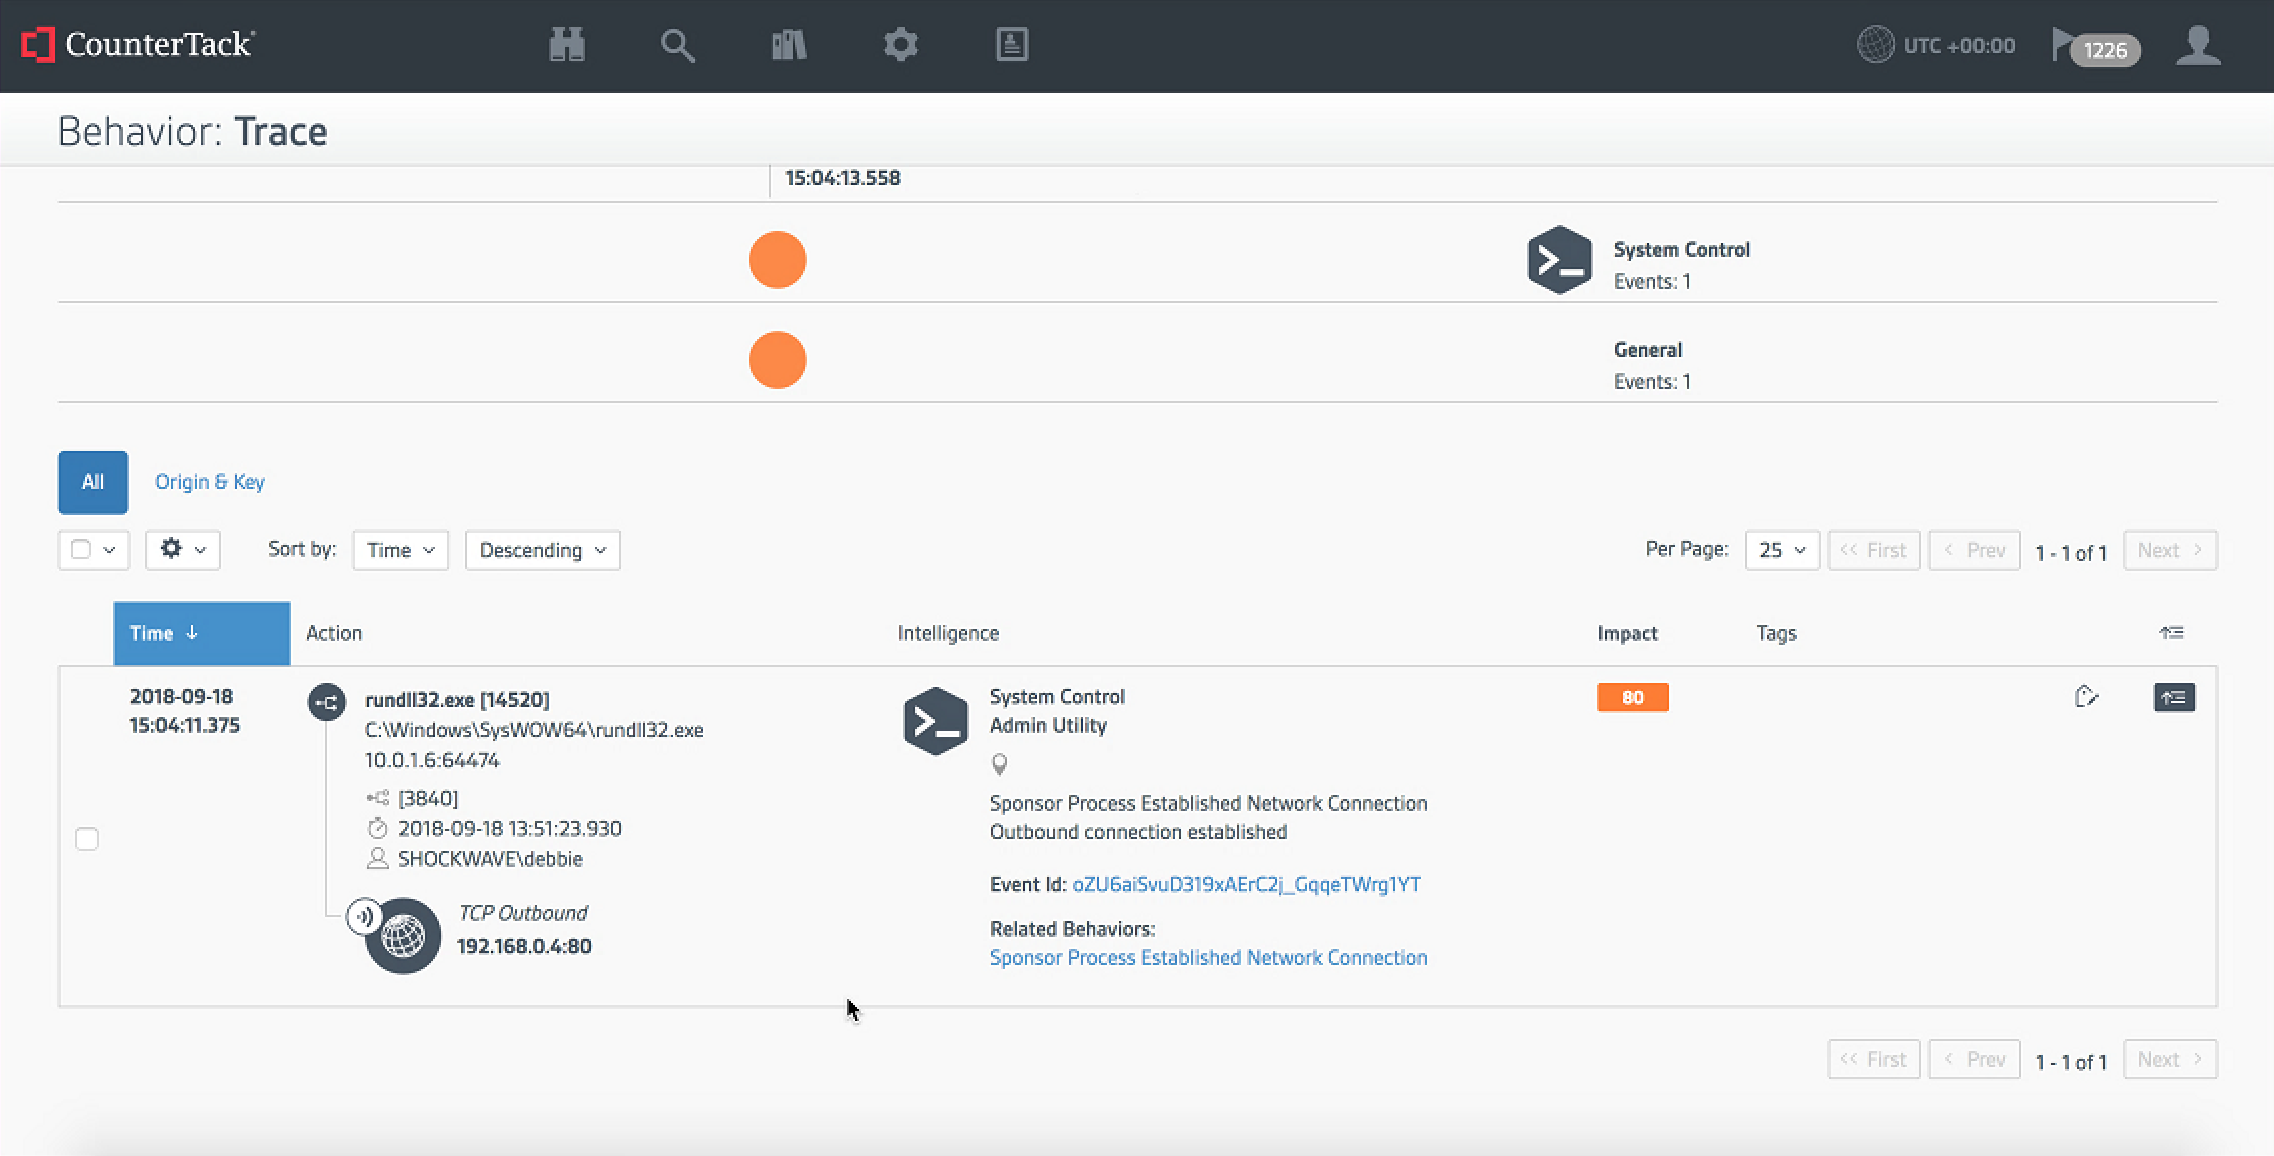 CounterTack
UTC +00:00
1226
Behavior: Trace
15:04:13.558
System Control
Events: 1
General
Events: 1
All
Origin & Key
Sort by:
Time
Descending
Per Page:
25
<< First
< Prev
1 - 1 of 1
Next >
Time ↓
Action
Intelligence
Impact
Tags
2018-09-18
15:04:11.375
rundll32.exe [14520]
C:\Windows\SysWOW64\rundll32.exe
10.0.1.6:64474
[3840]
2018-09-18 13:51:23.930
SHOCKWAVE\debbie
TCP Outbound
192.168.0.4:80
System Control
Admin Utility
Sponsor Process Established Network Connection
Outbound connection established
Event Id: oZU6aiSvuD319xAErC2j_GqqeTWrg1YT
Related Behaviors:
Sponsor Process Established Network Connection
80
<< First
< Prev
1 - 1 of 1
Next >